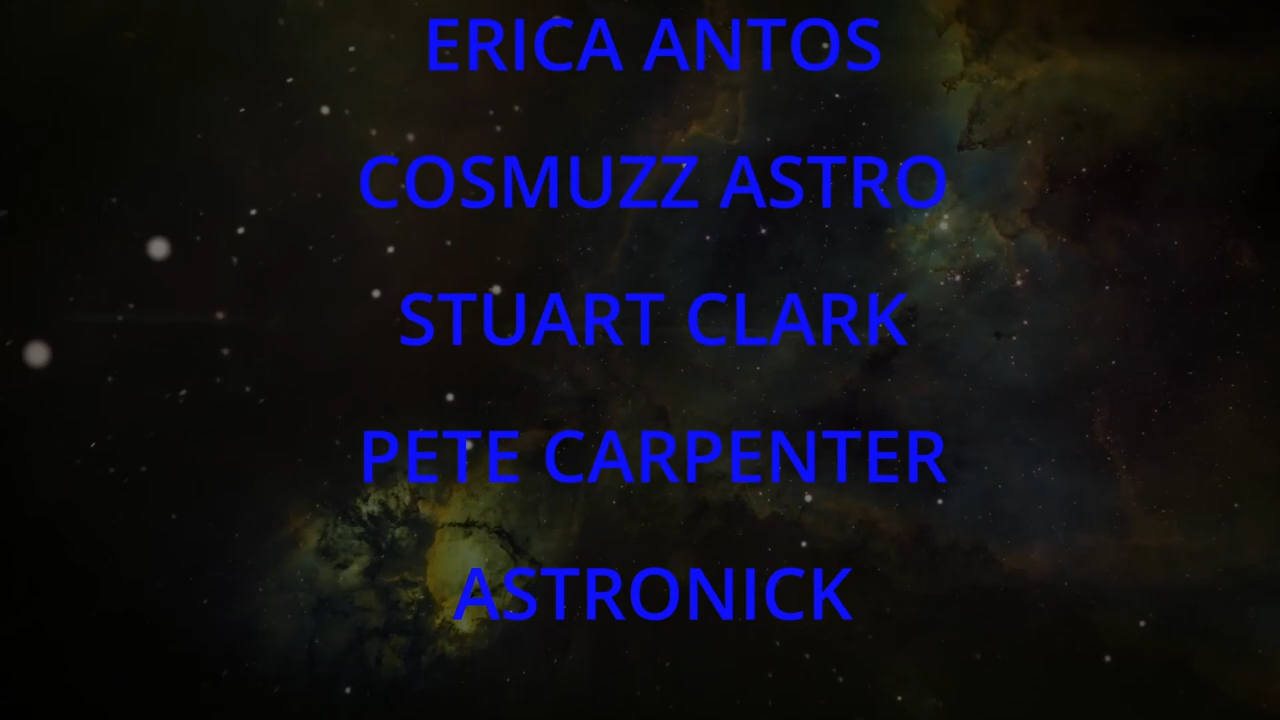 ERICA ANTOS
COSMUZZ ASTRO
STUART CLARK
PETE CARPENTER
ASTRONICK